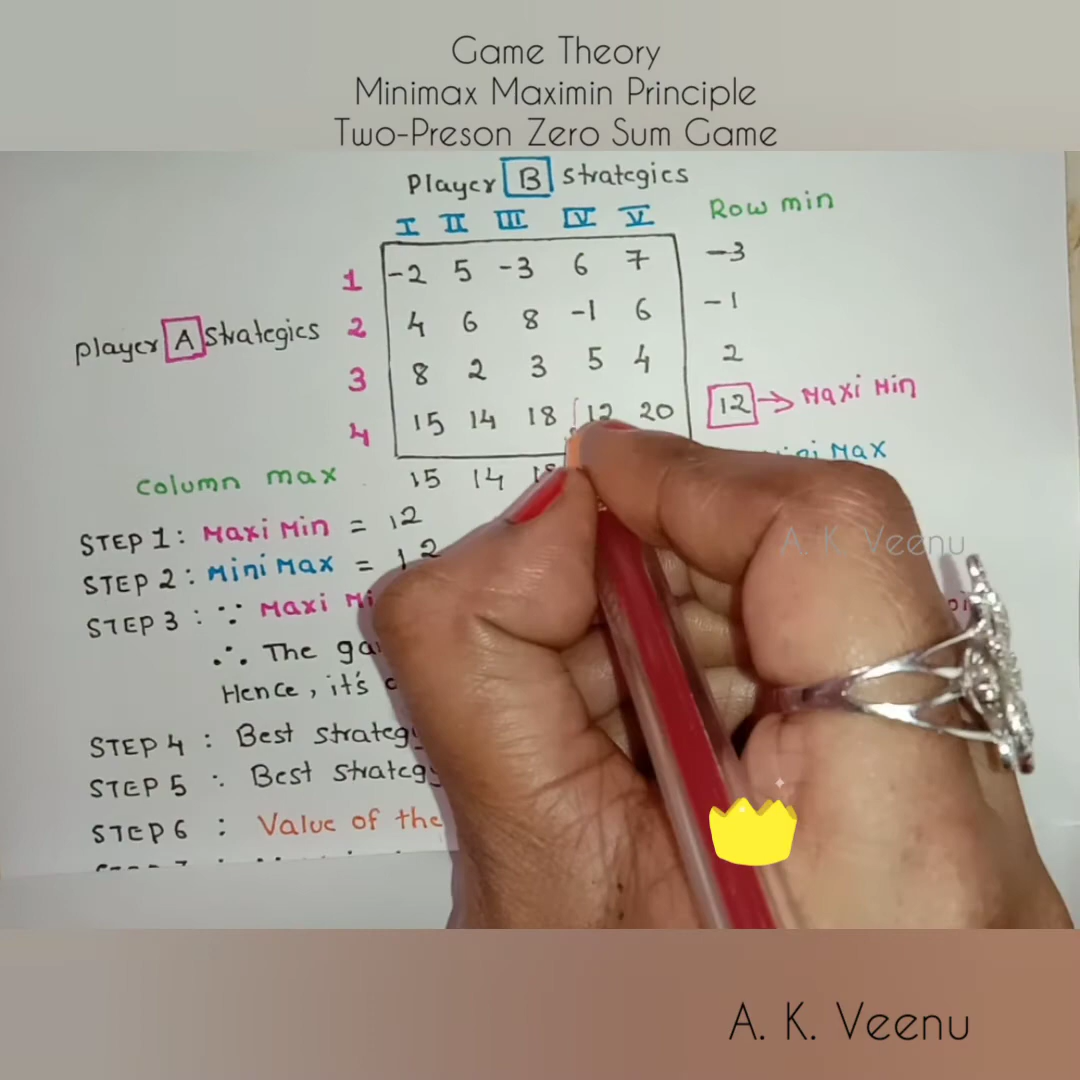 Game Theory
Minimax Maximin Principle
Two-Preson Zero Sum Game
Player B Strategies
I II III IV V Row min
1 -2 5 -3 6 7 -3
player A Strategies 2 4 6 8 -1 6 -1
3 8 2 3 5 4 2
4 15 14 18 12 20 12 → Maxi Min
Column max 15 14 18 Mini Max
STEP 1: Maxi Min = 12
STEP 2: Mini Max = 12
STEP 3: ∵ Maxi
∴ The
Hence, it's
STEP 4: Best
STEP 5: Best
STEP 6: Value of the
A. K. Veenu
A. K. Veenu